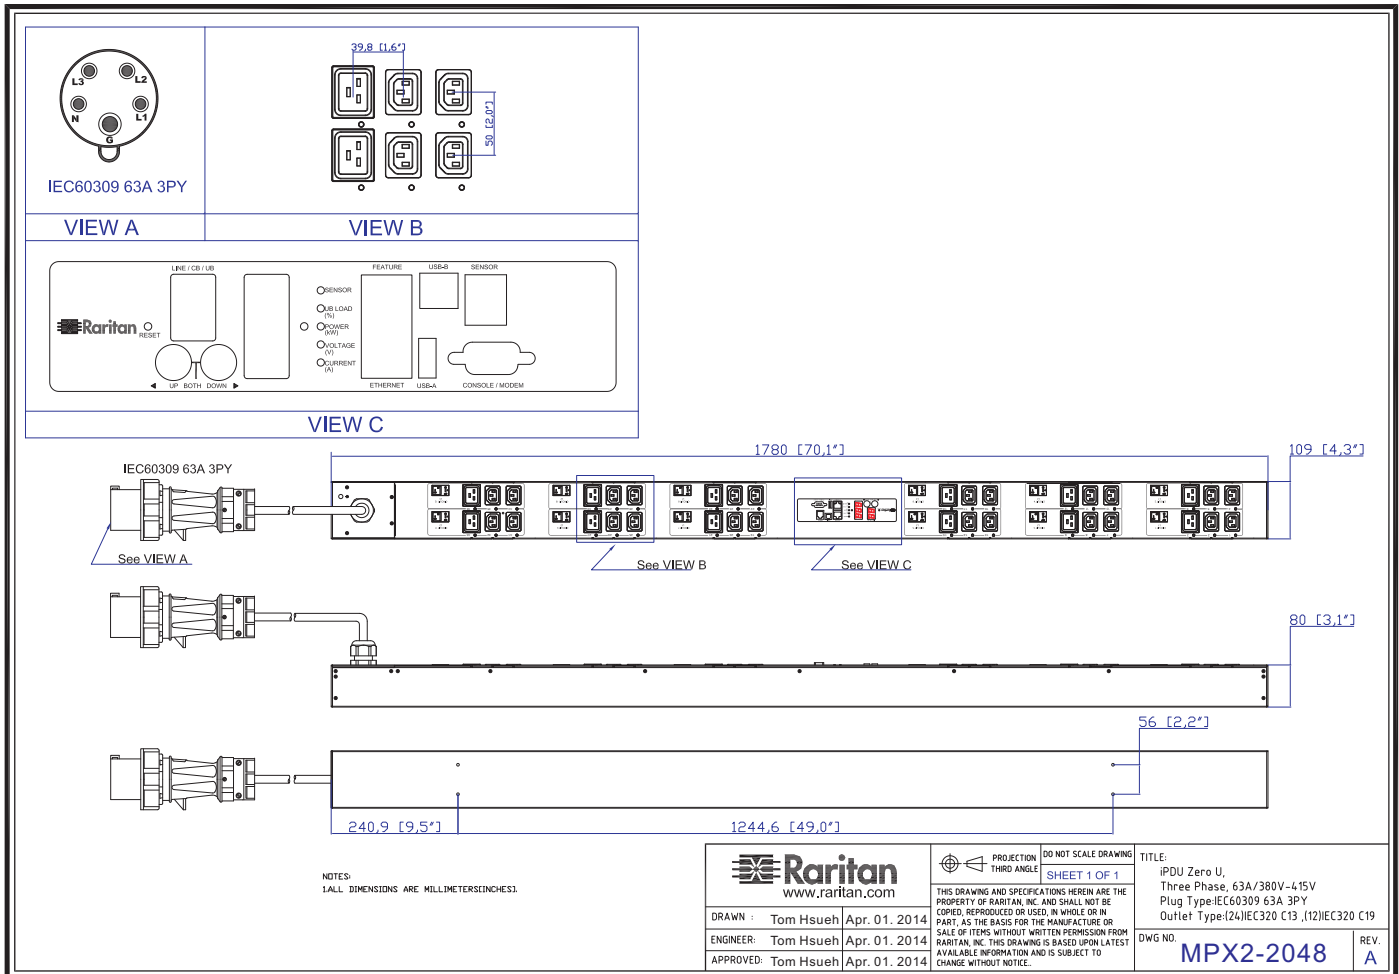 L3
L2
N
L1
G
IEC60309 63A 3PY
VIEW A
39,8 [1,6"]
50 [2,0"]
VIEW B
LINE / CB / UB
Raritan
RESET
UP BOTH DOWN
SENSOR
UB LOAD
(%)
POWER
(kW)
VOLTAGE
(V)
CURRENT
(A)
FEATURE
ETHERNET
USB-B
USB-A
SENSOR
CONSOLE / MODEM
VIEW C
1780 [70,1"]
109 [4,3"]
IEC60309 63A 3PY
See VIEW A
See VIEW B
See VIEW C
80 [3,1"]
56 [2,2"]
240,9 [9,5"]
1244,6 [49,0"]
NOTES:
1.ALL DIMENSIONS ARE MILLIMETERS[INCHES].
Raritan
www.raritan.com
DRAWN : Tom Hsueh Apr. 01. 2014
ENGINEER: Tom Hsueh Apr. 01. 2014
APPROVED: Tom Hsueh Apr. 01. 2014
PROJECTION
THIRD ANGLE
DO NOT SCALE DRAWING
SHEET 1 OF 1
THIS DRAWING AND SPECIFICATIONS HEREIN ARE THE
PROPERTY OF RARITAN, INC. AND SHALL NOT BE
COPIED, REPRODUCED OR USED, IN WHOLE OR IN
PART, AS THE BASIS FOR THE MANUFACTURE OR
SALE OF ITEMS WITHOUT WRITTEN PERMISSION FROM
RARITAN, INC. THIS DRAWING IS BASED UPON LATEST
AVAILABLE INFORMATION AND IS SUBJECT TO
CHANGE WITHOUT NOTICE..
TITLE:
iPDU Zero U,
Three Phase, 63A/380V-415V
Plug Type:IEC60309 63A 3PY
Outlet Type:(24)IEC320 C13 ,(12)IEC320 C19
DWG NO.
MPX2-2048
REV.
A